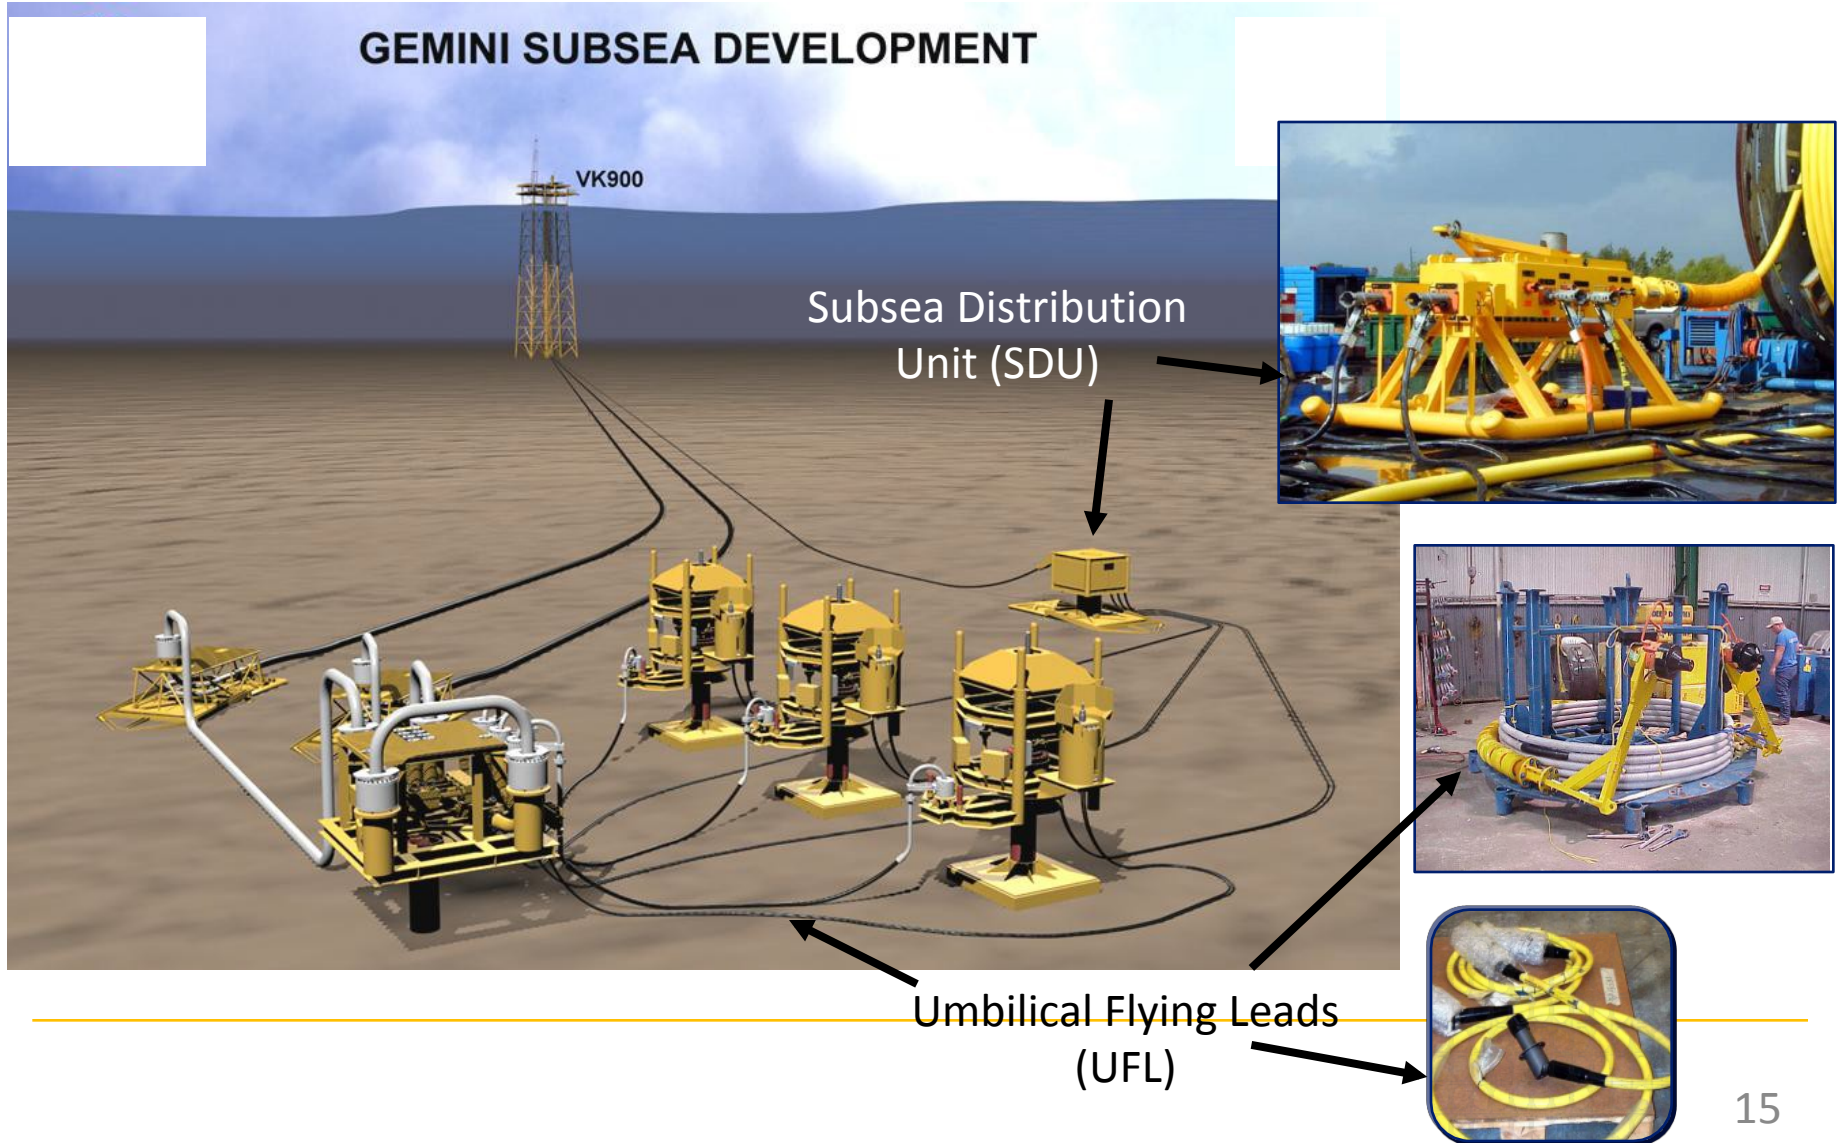 GEMINI SUBSEA DEVELOPMENT
VK900
Subsea Distribution
Unit (SDU)
Umbilical Flying Leads
(UFL)
15